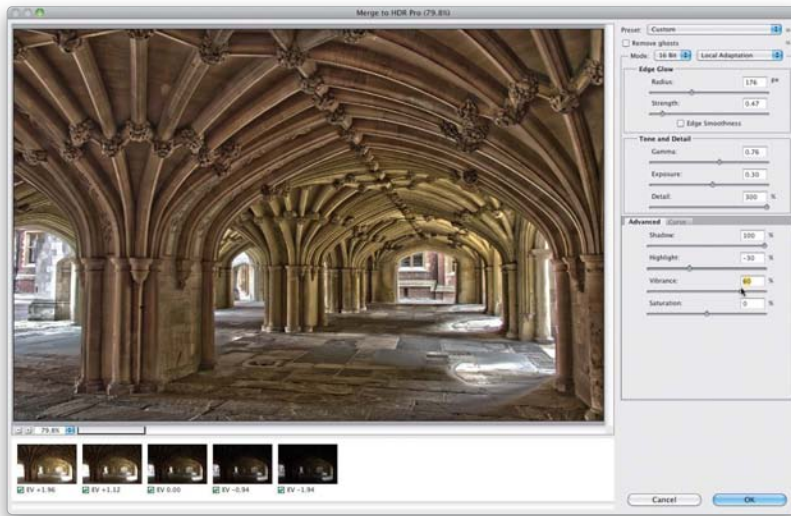 Merge to HDR Pro (79.8%)
Preset: Custom
Remove ghosts
Mode: 16 Bit Local Adaptation
Edge Glow
Radius: 176 px
Strength: 0.47
Edge Smoothness
Tone and Detail
Gamma: 0.76
Exposure: 0.30
Detail: 300 %
Advanced Curve
Shadow: 100 %
Highlight: -30 %
Vibrance: 60 %
Saturation: 0 %
79.8%
EV +1.96 EV +1.12 EV 0.00 EV -0.94 EV -1.94
Cancel OK